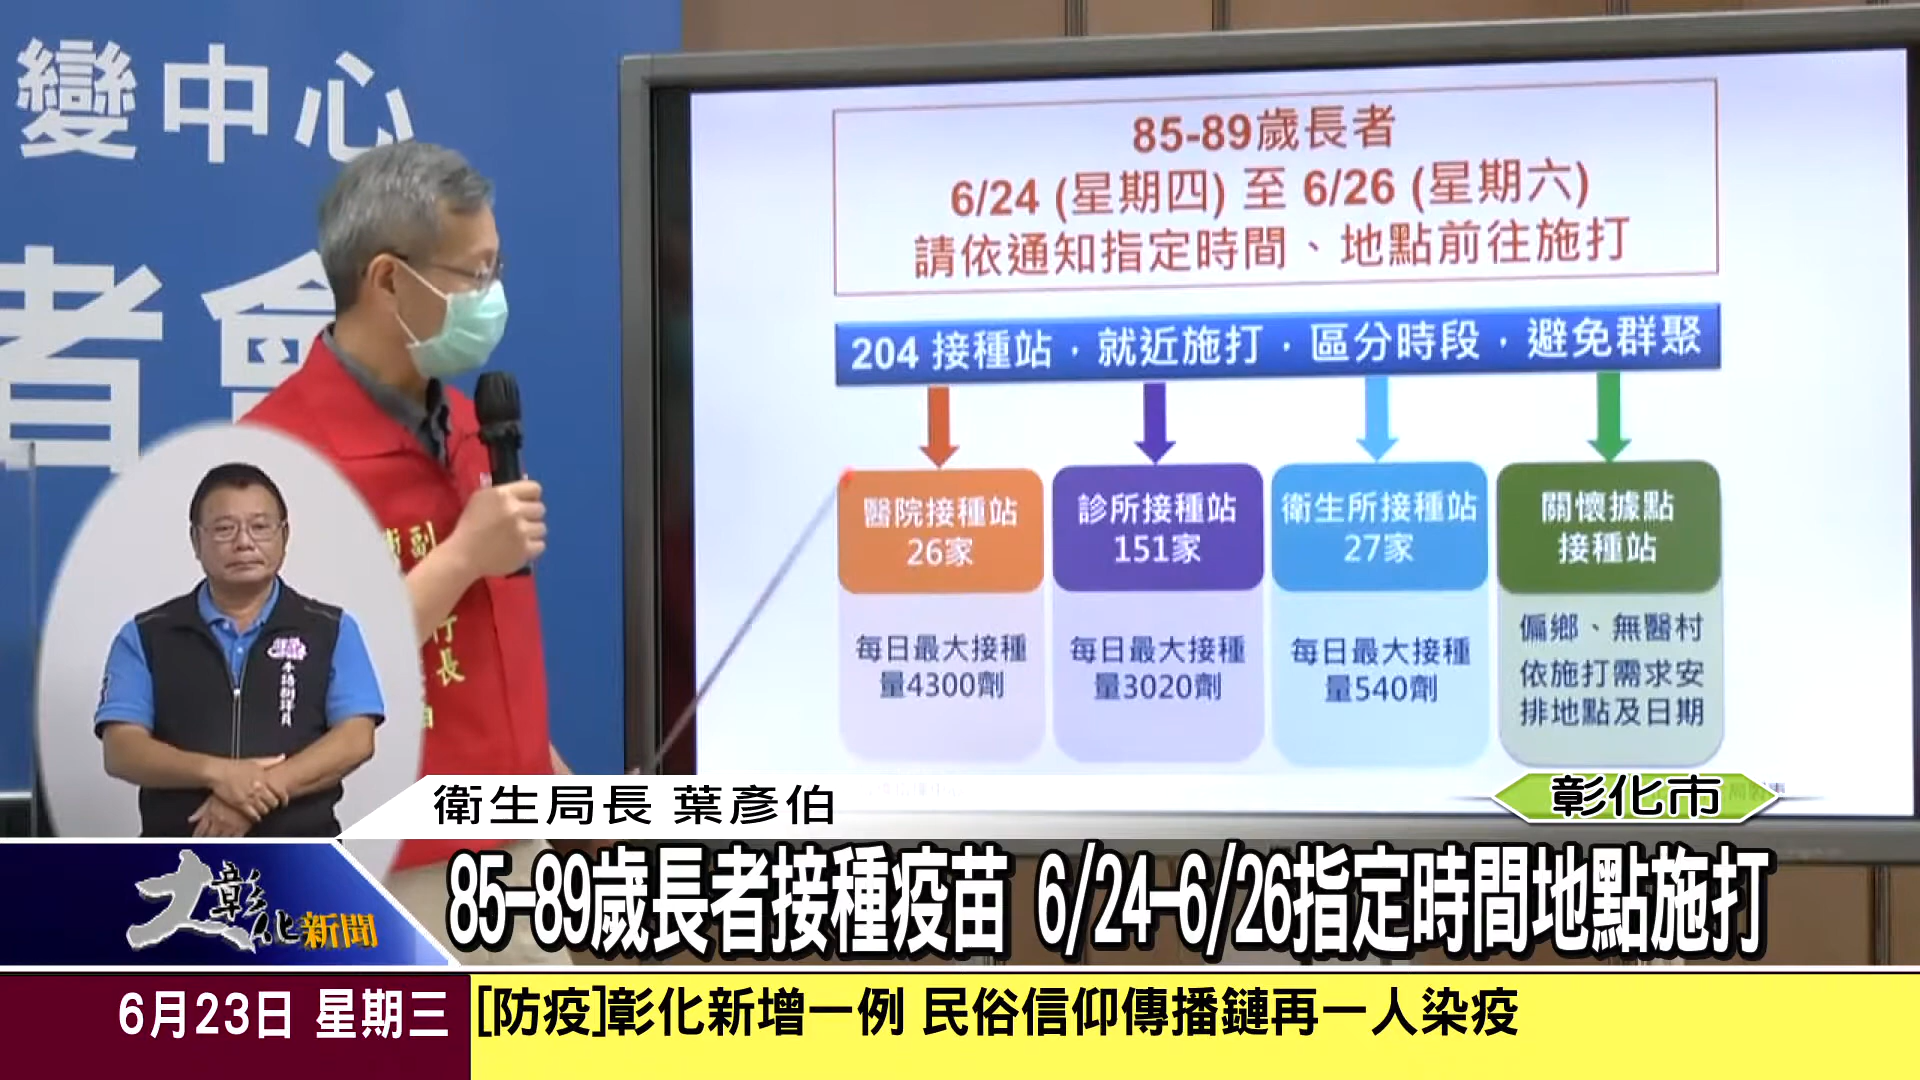 變中心
者會
85-89歲長者
6/24 (星期四) 至 6/26 (星期六)
請依通知指定時間、地點前往施打
204 接種站，就近施打，區分時段，避免群聚
醫院接種站
26家
每日最大接種
量4300劑
診所接種站
151家
每日最大接種
量3020劑
衛生所接種站
27家
每日最大接種
量540劑
關懷據點
接種站
偏鄉、無醫村
依施打需求安
排地點及日期
副
行
長
衛生局長 葉彥伯
彰化市
大彰化新聞
85-89歲長者接種疫苗 6/24-6/26指定時間地點施打
6月23日 星期三
[防疫]彰化新增一例 民俗信仰傳播鏈再一人染疫